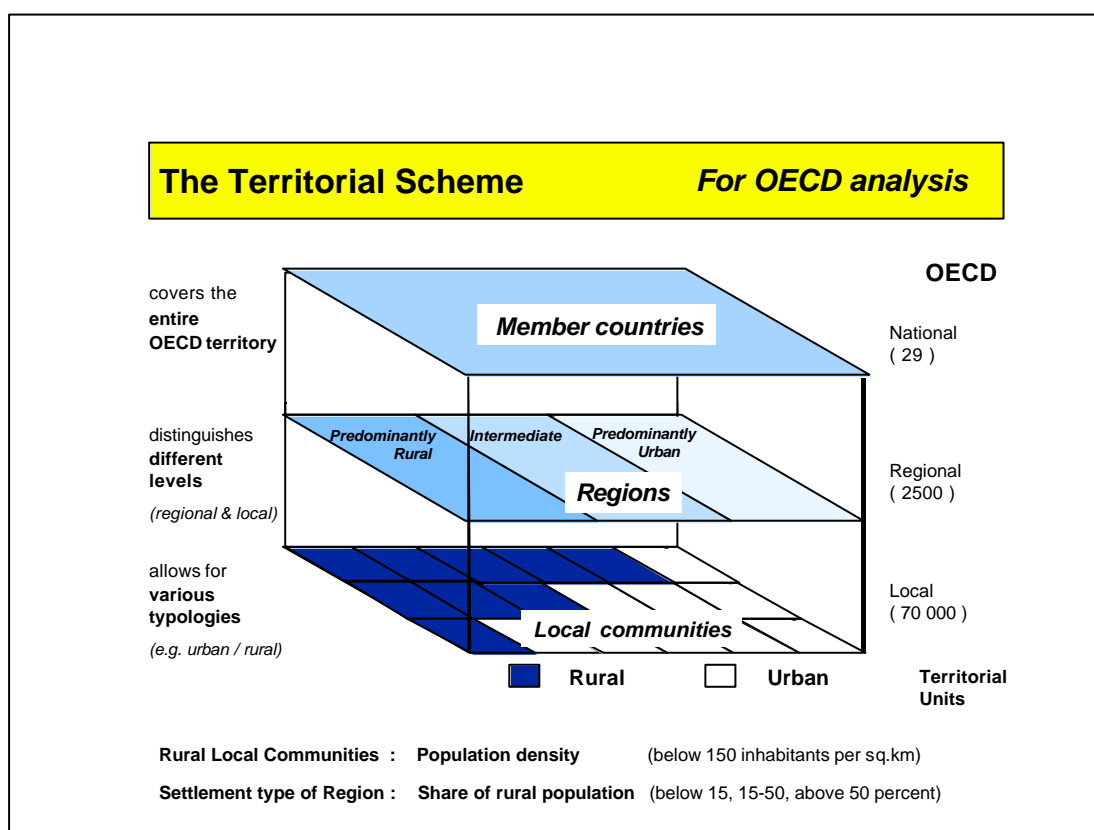 The Territorial Scheme For OECD analysis
OECD
covers the
entire
OECD territory
Member countries
National
( 29 )
distinguishes
different
levels
(regional & local)
Predominantly
Rural
Intermediate
Predominantly
Urban
Regions
Regional
( 2500 )
allows for
various
typologies
(e.g. urban / rural)
Local communities
Local
( 70 000 )
Rural
Urban
Territorial
Units
Rural Local Communities : Population density (below 150 inhabitants per sq.km)
Settlement type of Region : Share of rural population (below 15, 15-50, above 50 percent)